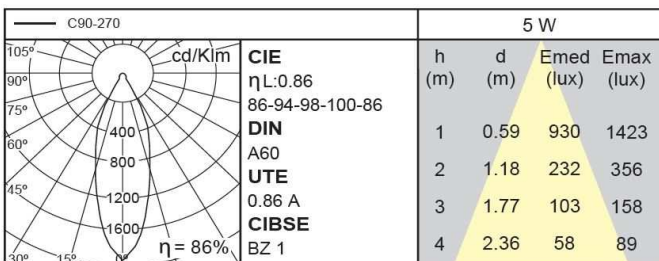 C90-270
5 W
cd/Klm
105°
90°
75°
60°
45°
30°
15°
0°
400
800
1200
1600
η = 86%
CIE
ηL:0.86
86-94-98-100-86
DIN
A60
UTE
0.86 A
CIBSE
BZ 1
h d Emed Emax
(m) (m) (lux) (lux)
1 0.59 930 1423
2 1.18 232 356
3 1.77 103 158
4 2.36 58 89